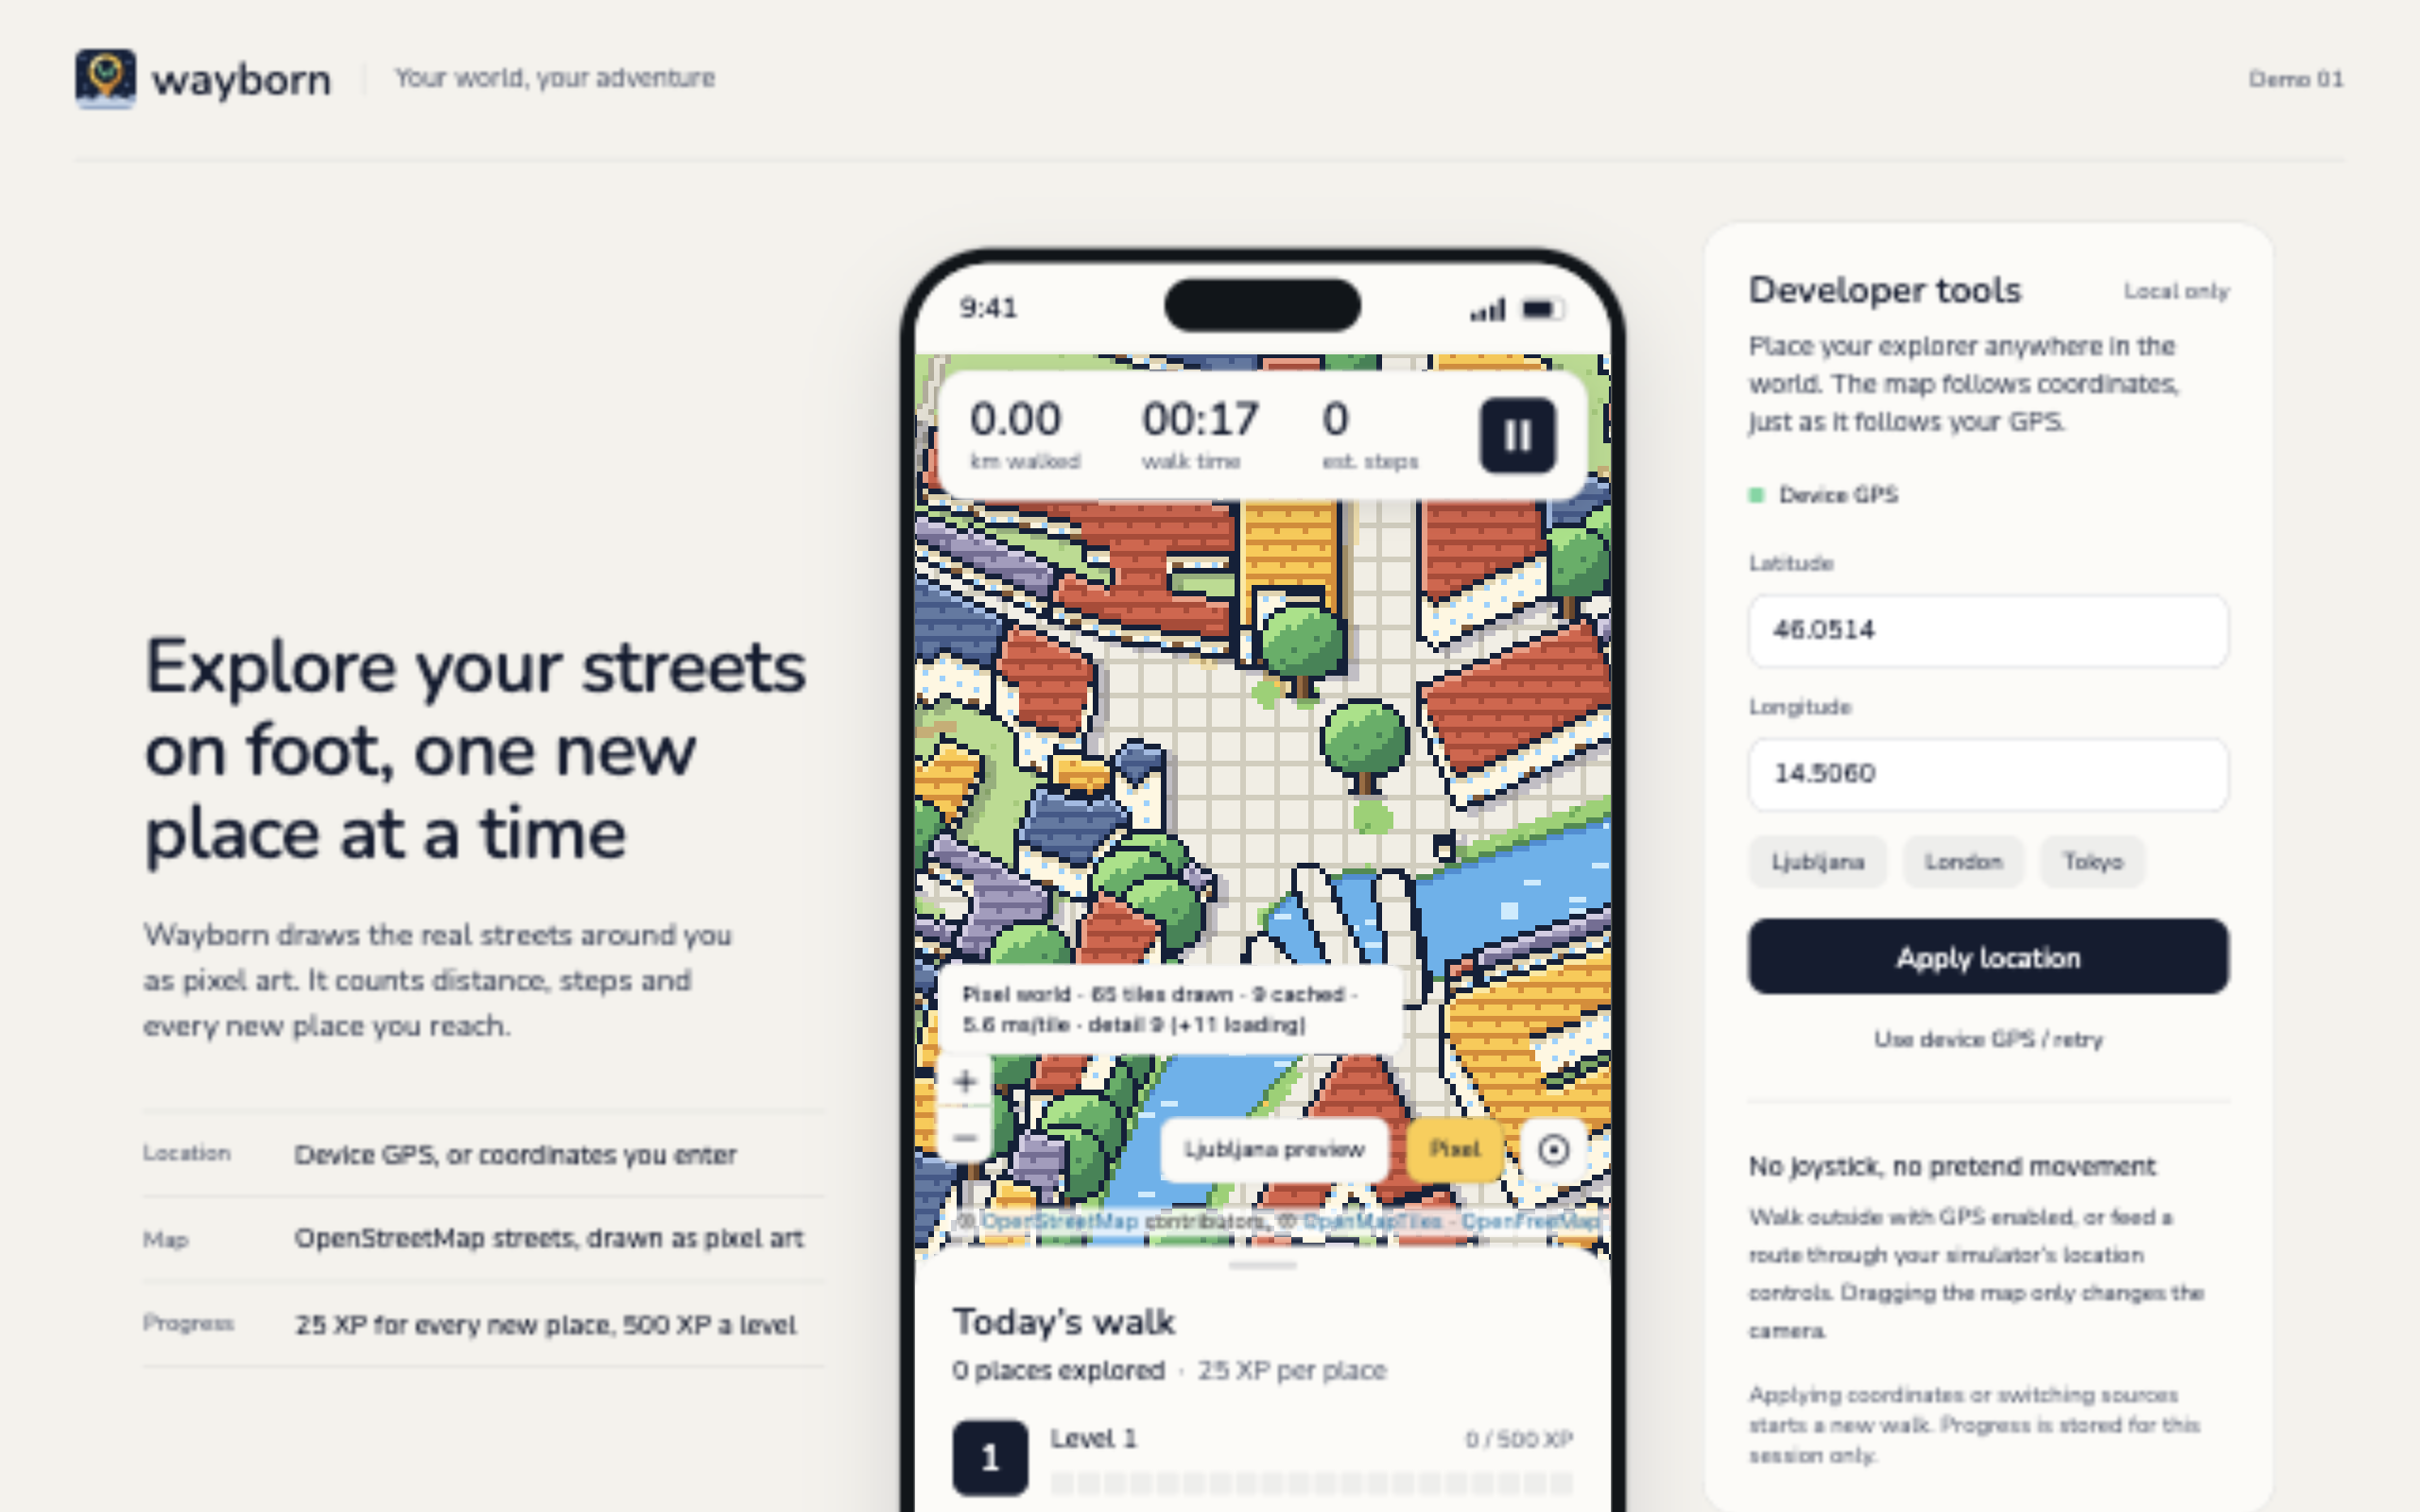 wayborn
Your world, your adventure
Demo 01
Explore your streets
on foot, one new
place at a time
Wayborn draws the real streets around you
as pixel art. It counts distance, steps and
every new place you reach.
Location Device GPS, or coordinates you enter
Map OpenStreetMap streets, drawn as pixel art
Progress 25 XP for every new place, 500 XP a level
9:41
0.00 00:17 0
km walked walk time est. steps
Pixel world · 65 tiles drawn · 9 cached ·
5.6 ms/tile · detail 9 (+11 loading)
+
−
Ljubljana preview Pixel
© OpenStreetMap contributors, © OpenMapTiles · OpenFreeMap
Today's walk
0 places explored · 25 XP per place
1 Level 1 0 / 500 XP
Developer tools Local only
Place your explorer anywhere in the
world. The map follows coordinates,
just as it follows your GPS.
Device GPS
Latitude
46.0514
Longitude
14.5060
Ljubljana London Tokyo
Apply location
Use device GPS / retry
No joystick, no pretend movement
Walk outside with GPS enabled, or feed a
route through your simulator's location
controls. Dragging the map only changes the
camera.
Applying coordinates or switching sources
starts a new walk. Progress is stored for this
session only.